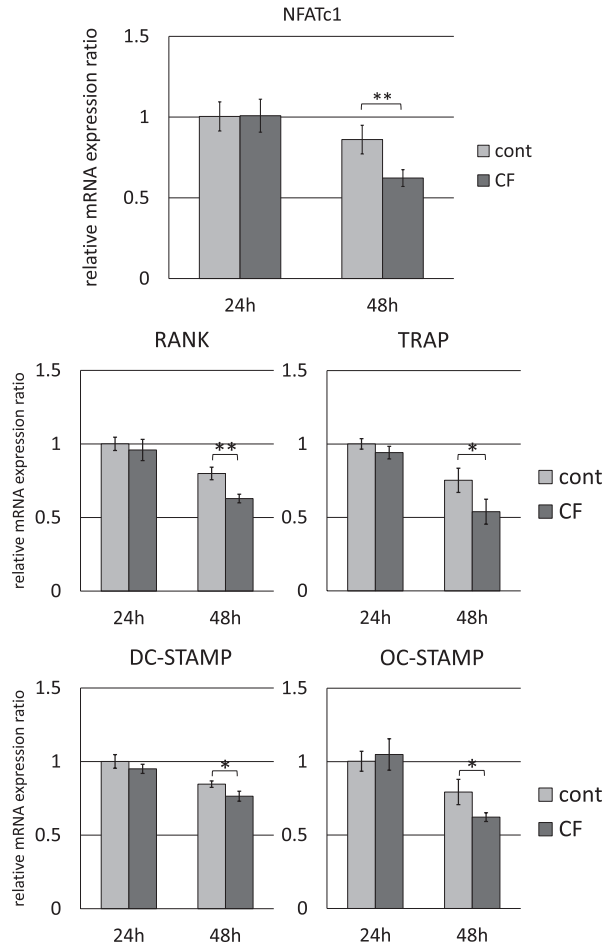 NFATc1
relative mRNA expression ratio
1.5
1
0.5
0
**
24h
48h
cont
CF
RANK
relative mRNA expression ratio
1.5
1
0.5
0
**
24h
48h
TRAP
1.5
1
0.5
0
*
24h
48h
cont
CF
DC-STAMP
relative mRNA expression ratio
1.5
1
0.5
0
*
24h
48h
OC-STAMP
1.5
1
0.5
0
*
24h
48h
cont
CF